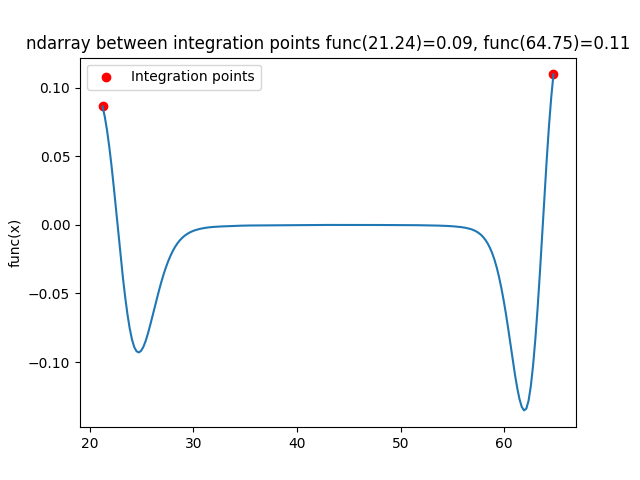 ndarray between integration points func(21.24)=0.09, func(64.75)=0.11
Integration points
0.10
0.05
0.00
−0.05
−0.10
func(x)
20 30 40 50 60